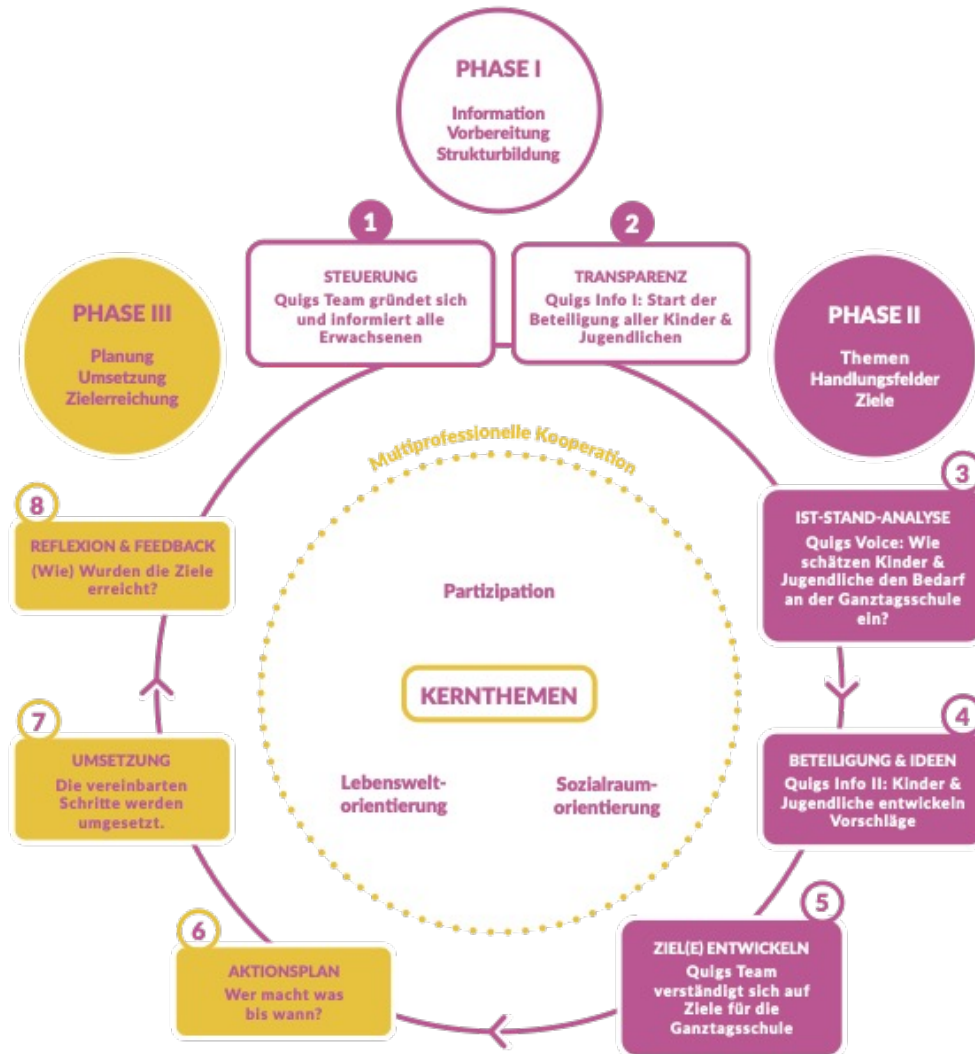 PHASE I
Information
Vorbereitung
Strukturbildung
1
STEUERUNG
Quigs Team gründet sich
und informiert alle
Erwachsenen
2
TRANSPARENZ
Quigs Info I: Start der
Beteiligung aller Kinder &
Jugendlichen
PHASE II
Themen
Handlungsfelder
Ziele
3
IST-STAND-ANALYSE
Quigs Voice: Wie
schätzen Kinder &
Jugendliche den Bedarf
an der Ganztagsschule
ein?
4
BETEILIGUNG & IDEEN
Quigs Info II: Kinder &
Jugendliche entwickeln
Vorschläge
5
ZIEL(E) ENTWICKELN
Quigs Team
verständigt sich auf
Ziele für die
Ganztagsschule
PHASE III
Planung
Umsetzung
Zielerreichung
6
AKTIONSPLAN
Wer macht was
bis wann?
7
UMSETZUNG
Die vereinbarten
Schritte werden
umgesetzt.
8
REFLEXION & FEEDBACK
(Wie) Wurden die Ziele
erreicht?
Multiprofessionelle Kooperation
Partizipation
KERNTHEMEN
Lebenswelt-
orientierung
Sozialraum-
orientierung